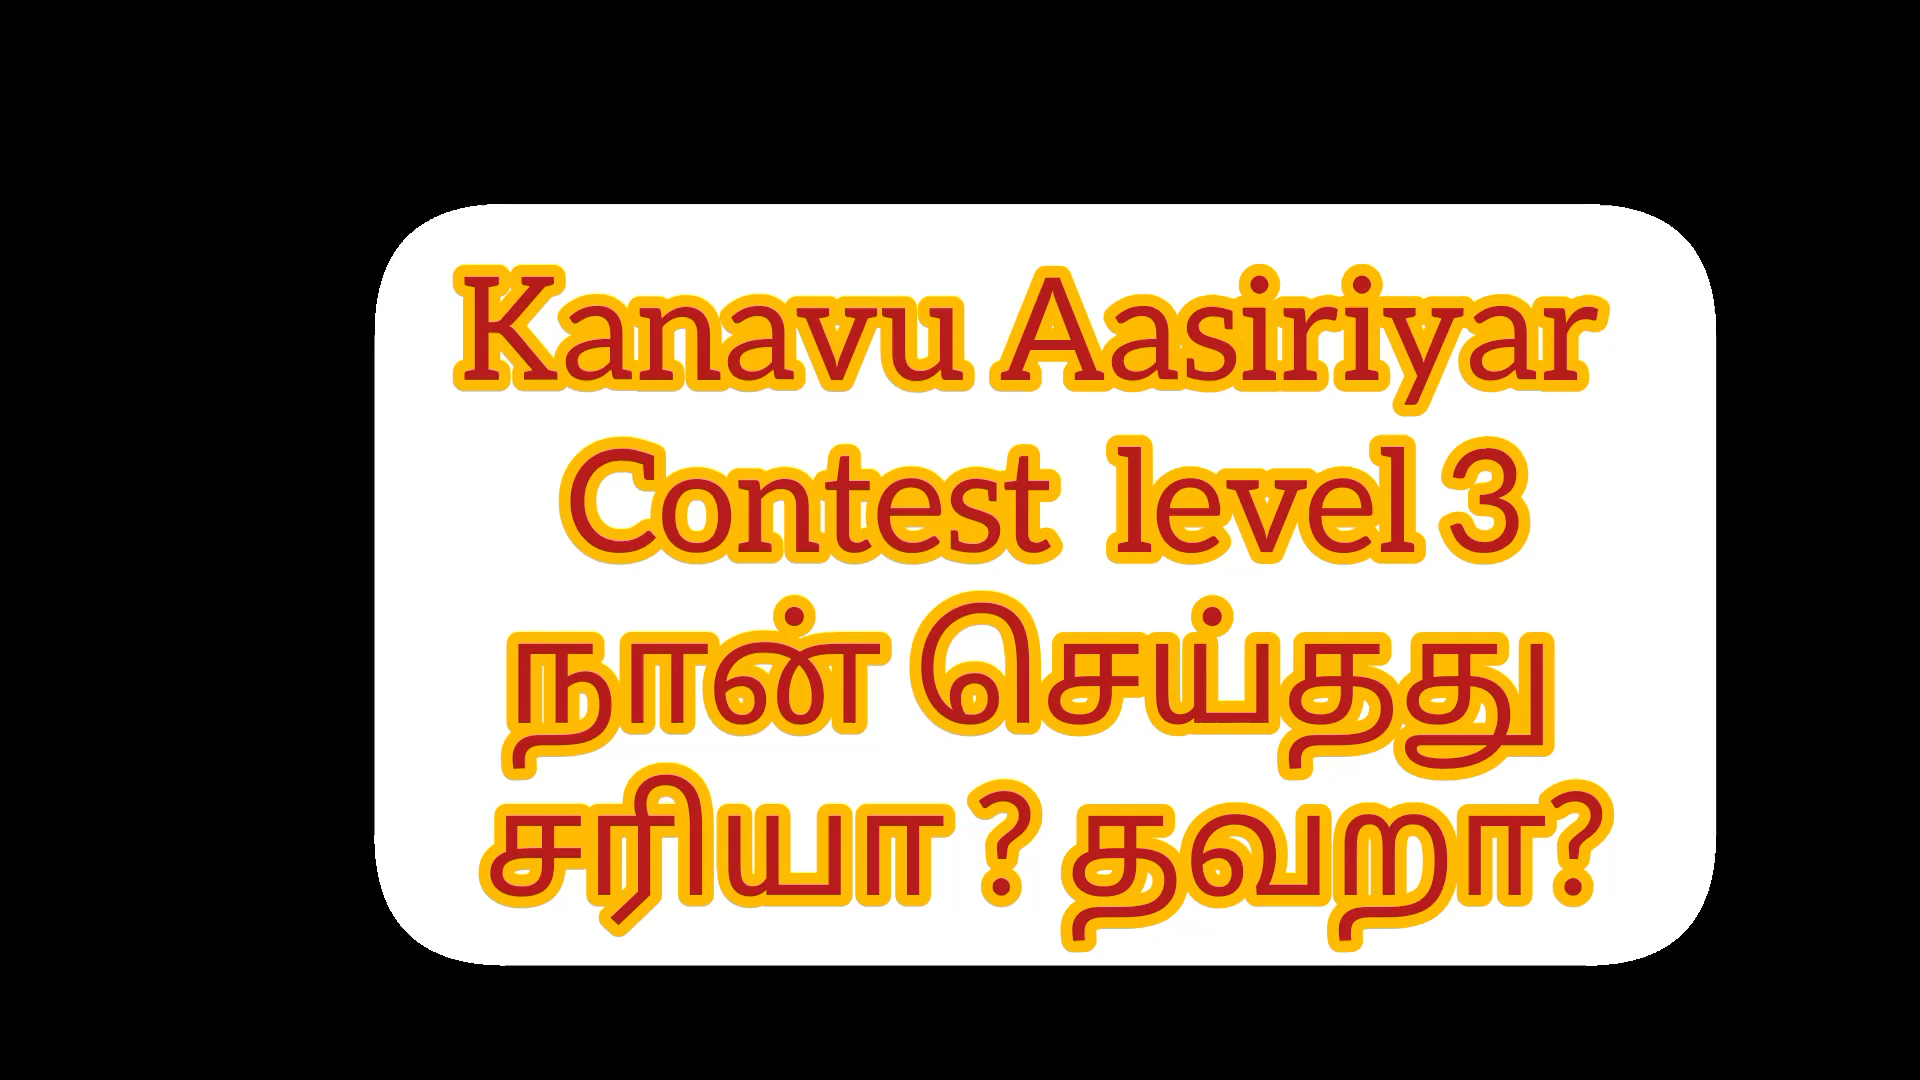 Kanavu Aasiriyar
Contest level 3
நான் செய்தது
சரியா ? தவறா?